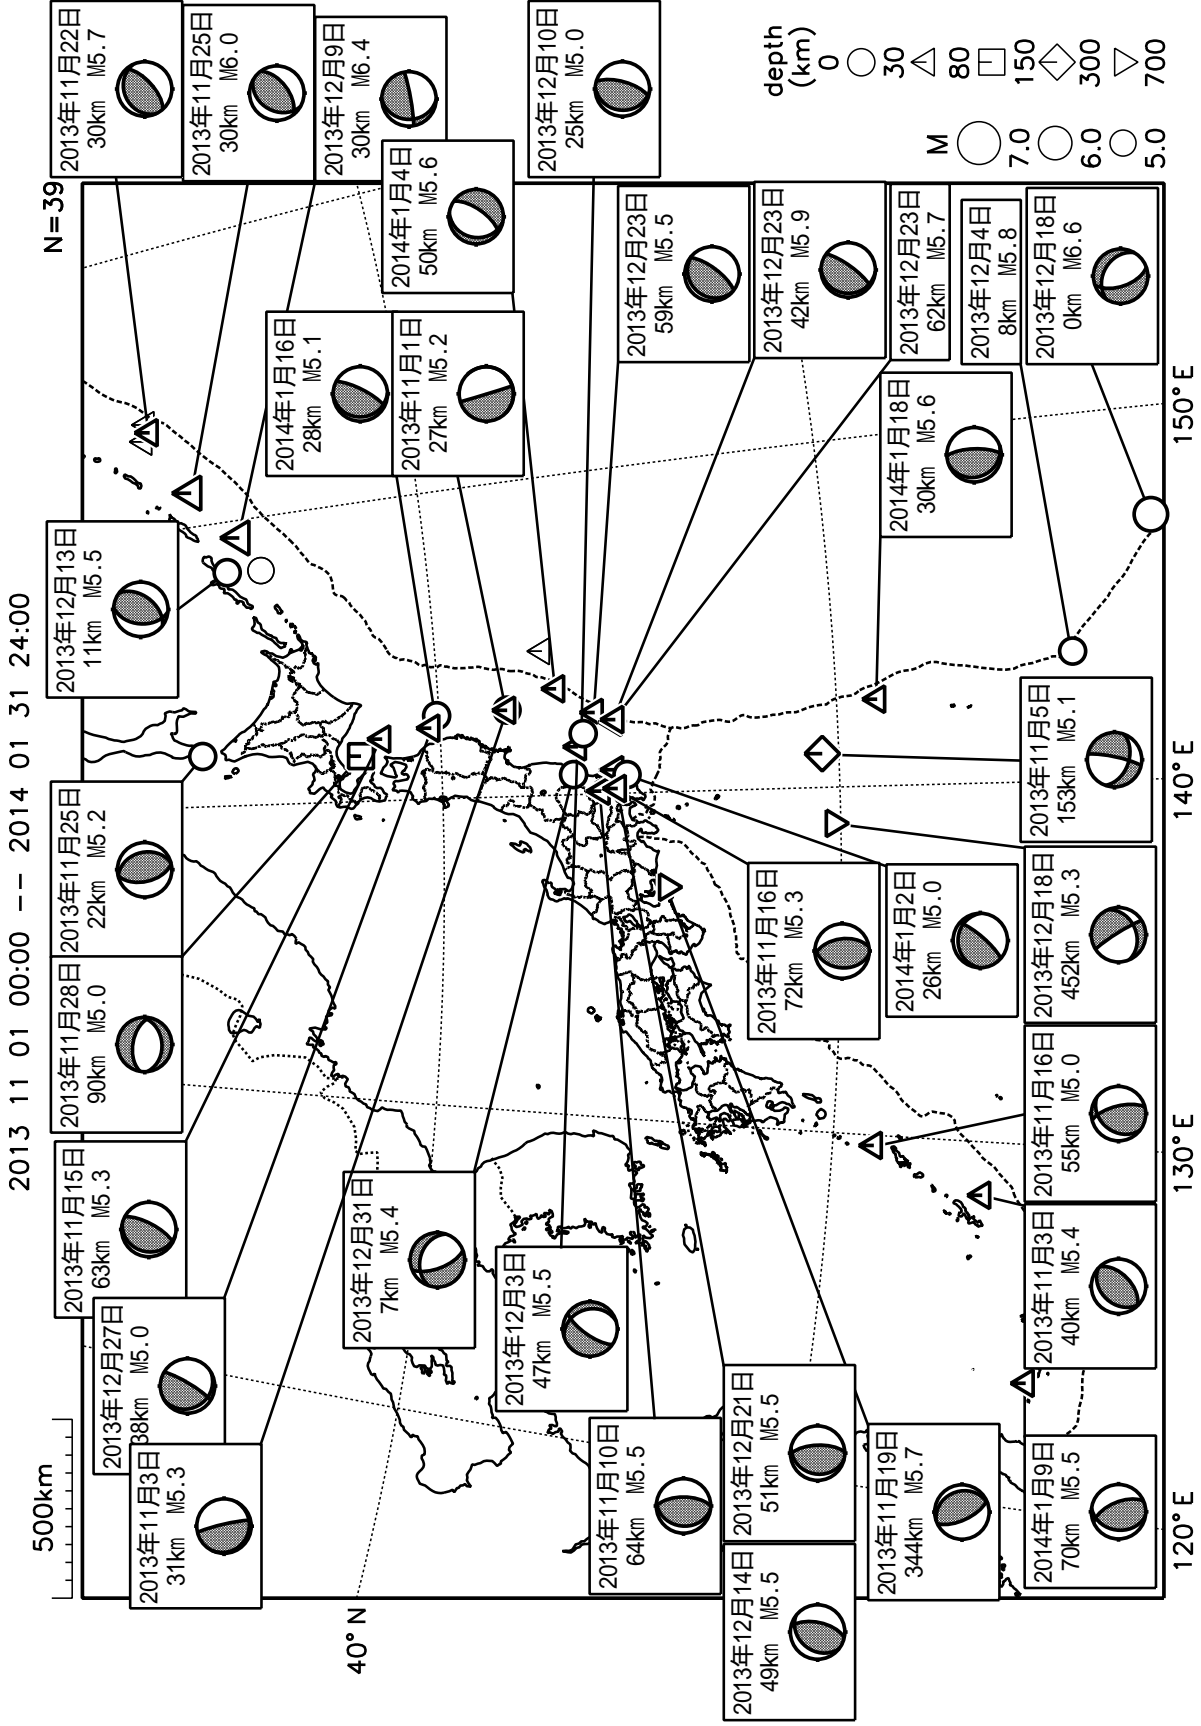 2013 11 01 00:00 -- 2014 01 31 24:00
500km
N=39
2013年11月3日
31km M5.3
2013年12月27日
38km M5.0
2013年11月15日
63km M5.3
2013年11月28日
90km M5.0
2013年11月25日
22km M5.2
2013年12月13日
11km M5.5
2013年11月22日
30km M5.7
2013年11月25日
30km M6.0
2013年12月9日
30km M6.4
2014年1月4日
50km M5.6
2014年1月16日
28km M5.1
2013年11月1日
27km M5.2
2013年12月10日
25km M5.0
40°N
2013年12月31日
7km M5.4
2013年12月3日
47km M5.5
2013年11月10日
64km M5.5
2013年12月14日
49km M5.5
2013年12月21日
51km M5.5
2013年11月19日
344km M5.7
2013年12月23日
59km M5.5
2013年12月23日
42km M5.9
2013年12月23日
62km M5.7
2013年12月4日
8km M5.8
2013年12月18日
0km M6.6
2014年1月18日
30km M5.6
2013年11月16日
72km M5.3
2014年1月2日
26km M5.0
2014年1月9日
70km M5.5
2013年11月3日
40km M5.4
2013年11月16日
55km M5.0
2013年12月18日
452km M5.3
2013年11月5日
153km M5.1
120°E
130°E
140°E
150°E
M
7.0
6.0
5.0
depth
(km)
0
30
80
150
300
700